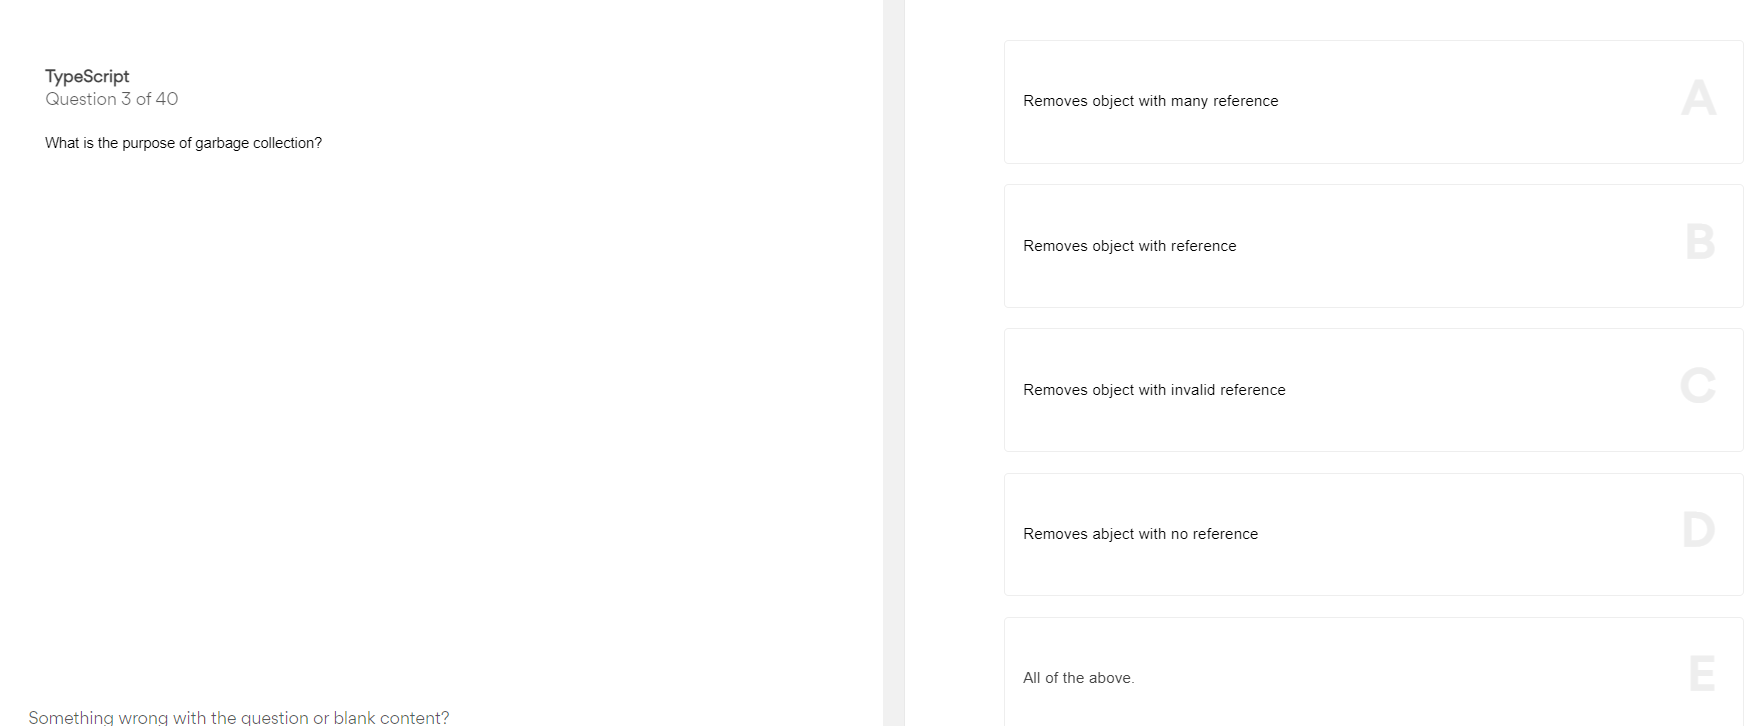 TypeScript
Question 3 of 40
What is the purpose of garbage collection?
Something wrong with the question or blank content?
Removes object with many reference
A
Removes object with reference
B
Removes object with invalid reference
C
Removes abject with no reference
D
All of the above.
E